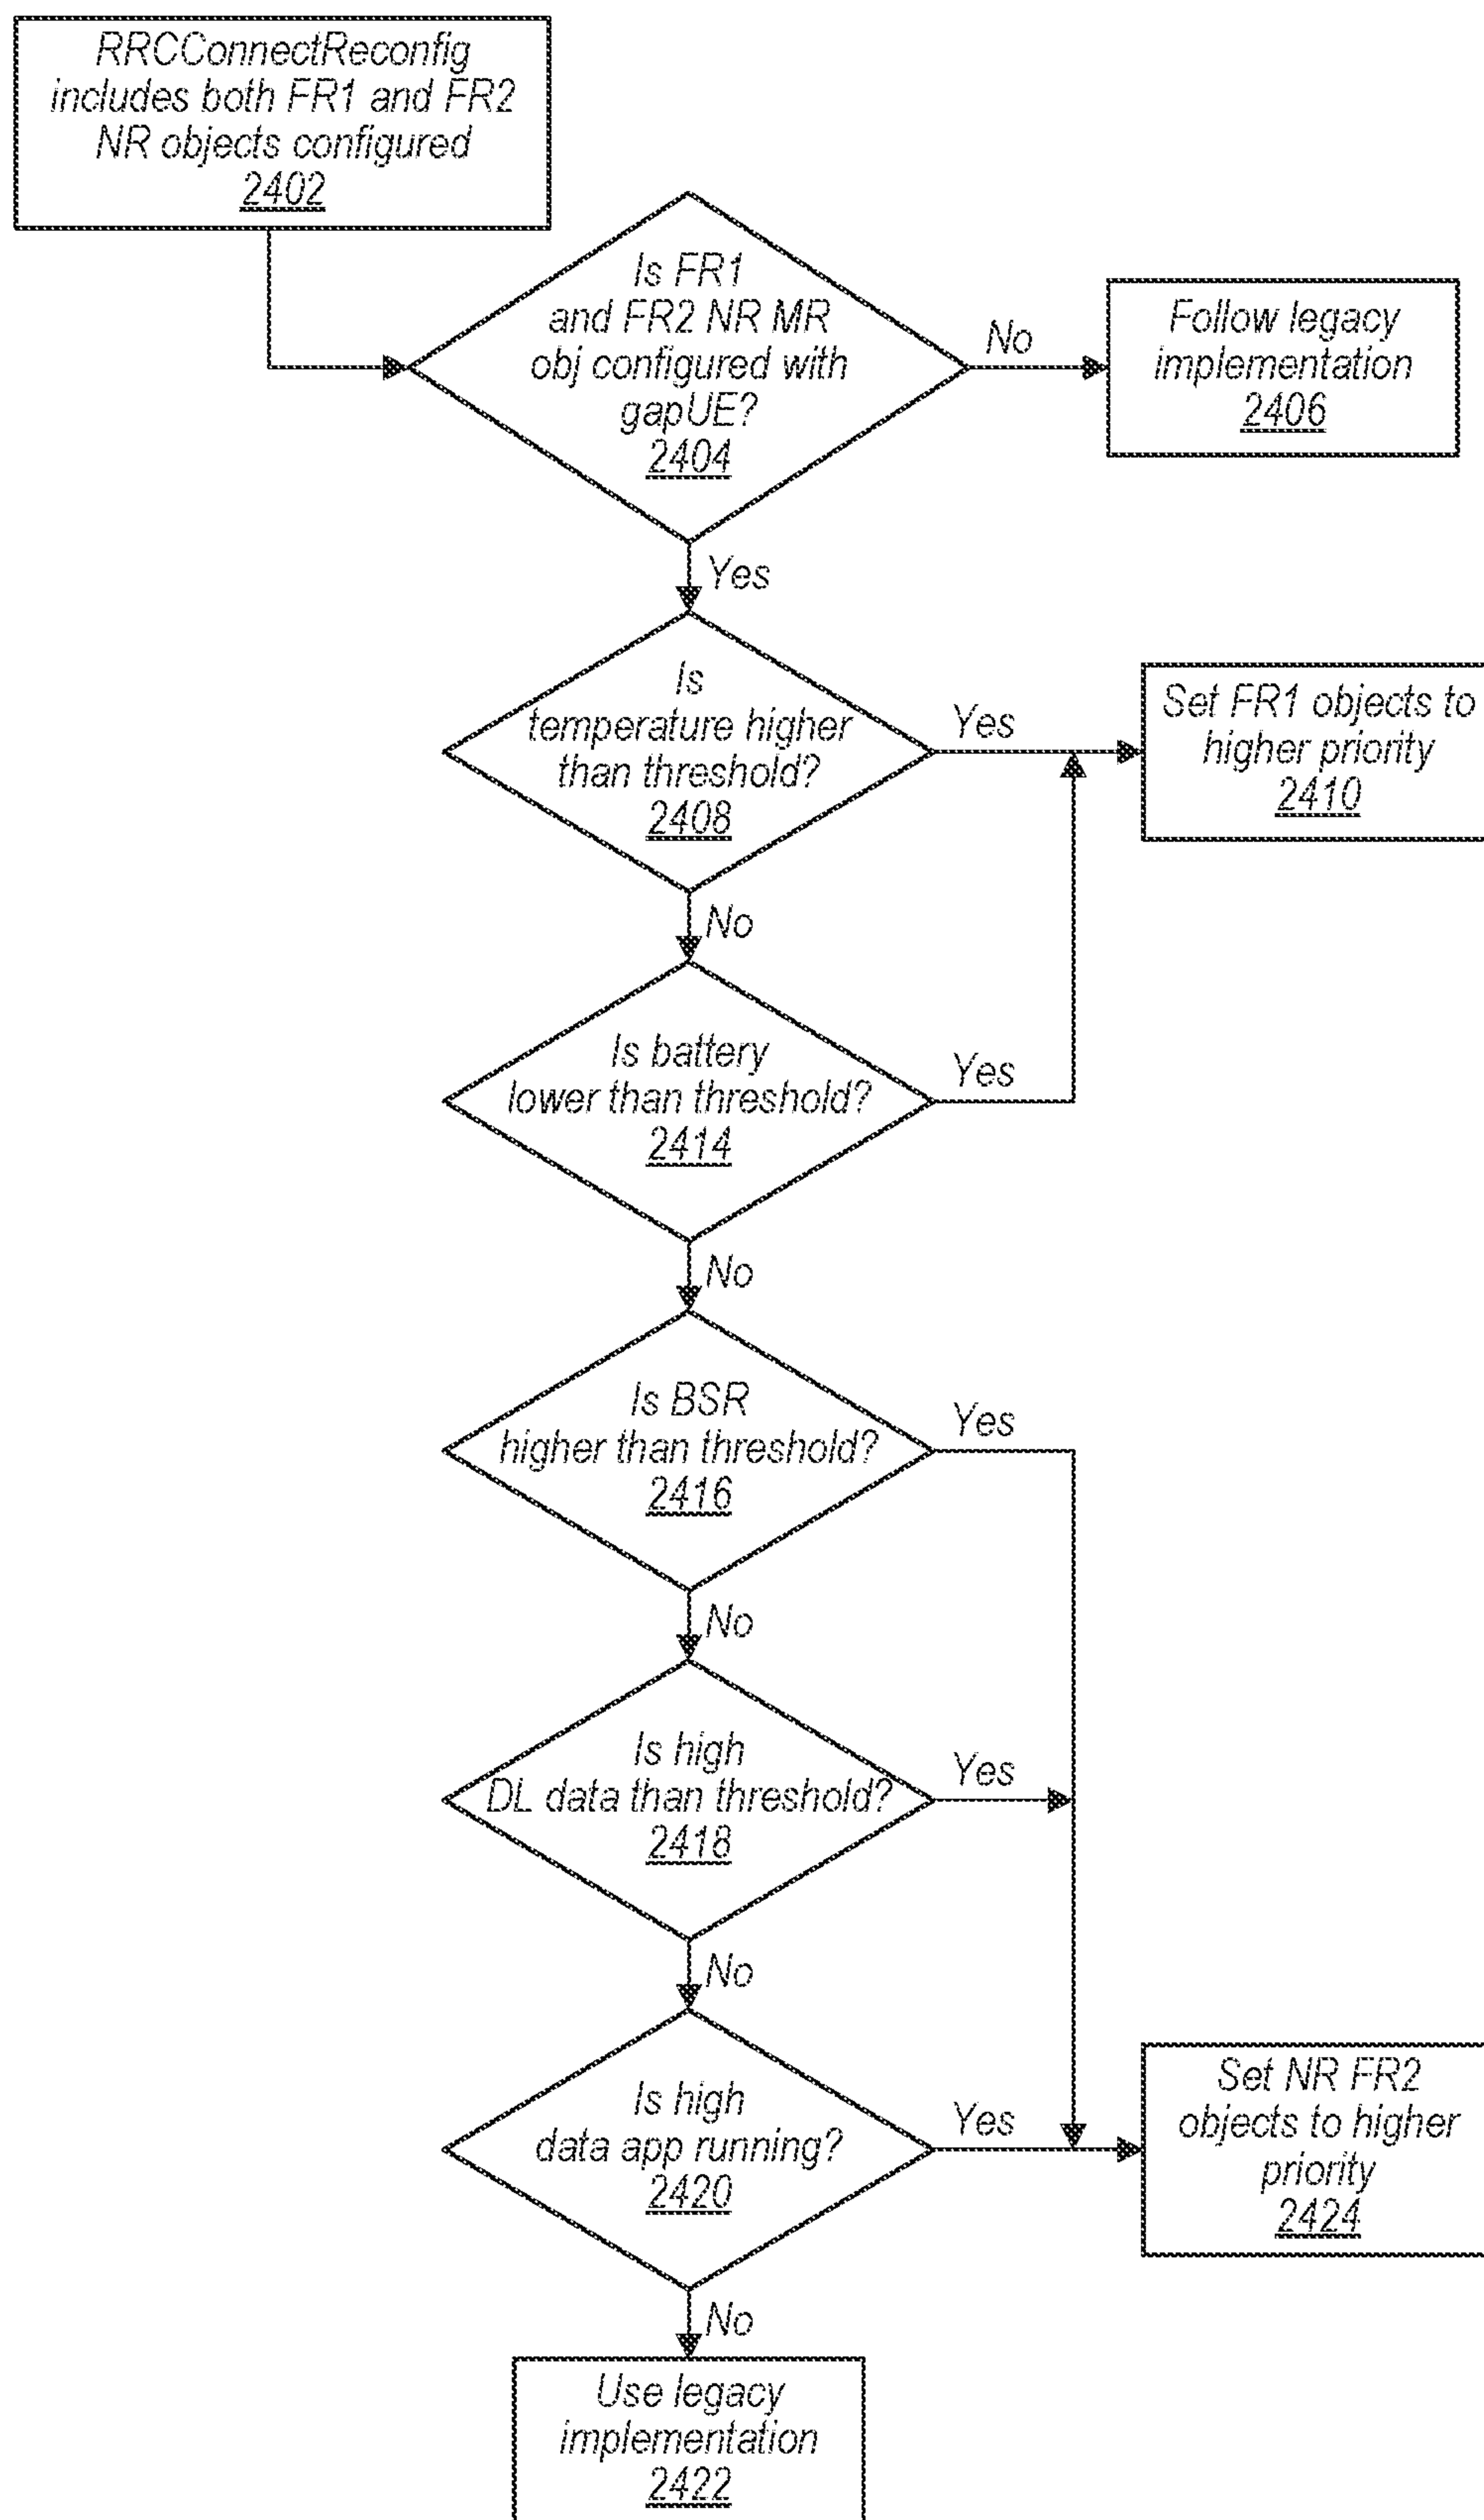 RRCConnectReconfig
includes both FR1 and FR2
NR objects configured
2402
Is FR1
and FR2 NR MR
obj configured with
gapUE?
2404
No
Follow legacy
implementation
2406
Yes
Is
temperature higher
than threshold?
2408
Yes
Set FR1 objects to
higher priority
2410
No
Is battery
lower than threshold?
2414
Yes
No
Is BSR
higher than threshold?
2416
Yes
No
Is high
DL data than threshold?
2418
Yes
No
Is high
data app running?
2420
Yes
Set NR FR2
objects to higher
priority
2424
No
Use legacy
implementation
2422